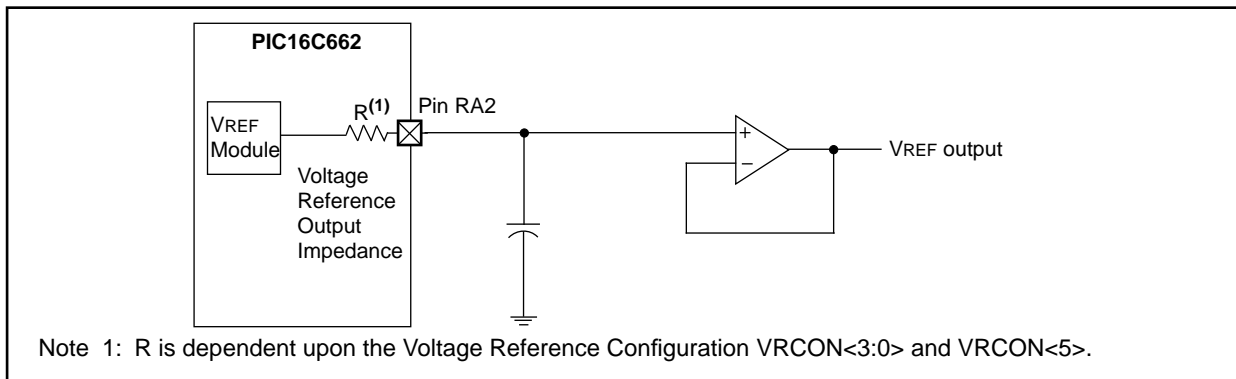 PIC16C662
R(1)
Pin RA2
VREF
Module
Voltage
Reference
Output
Impedance
+
−
VREF output
Note 1: R is dependent upon the Voltage Reference Configuration VRCON<3:0> and VRCON<5>.